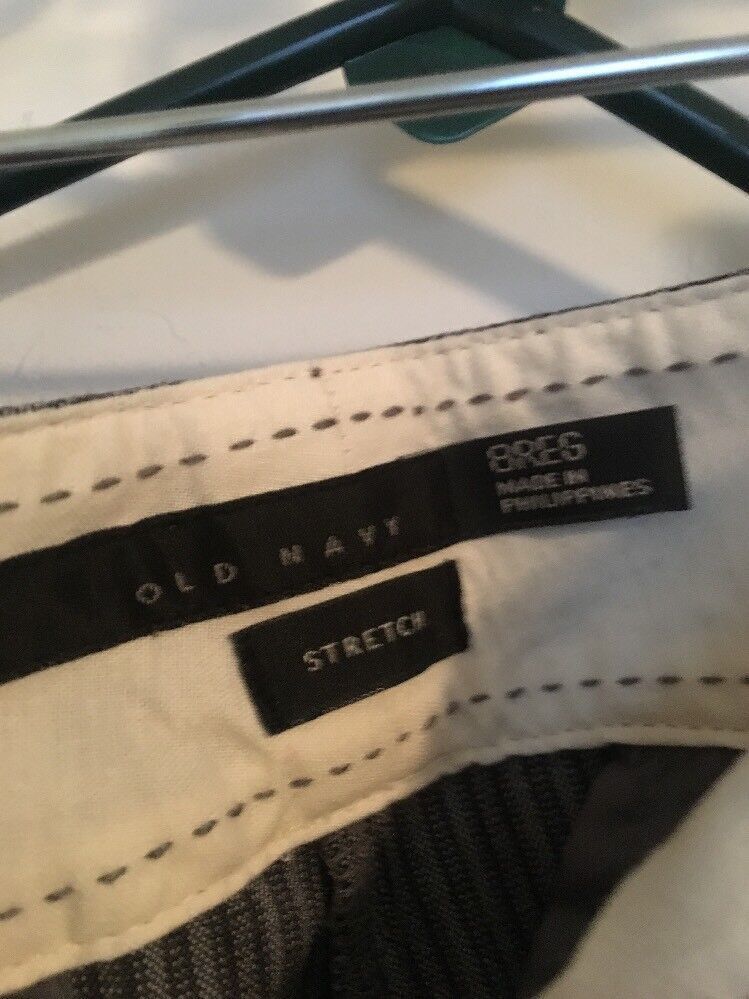 OLD NAVY
8REG
MADE IN
PHILIPPINES
STRETCH